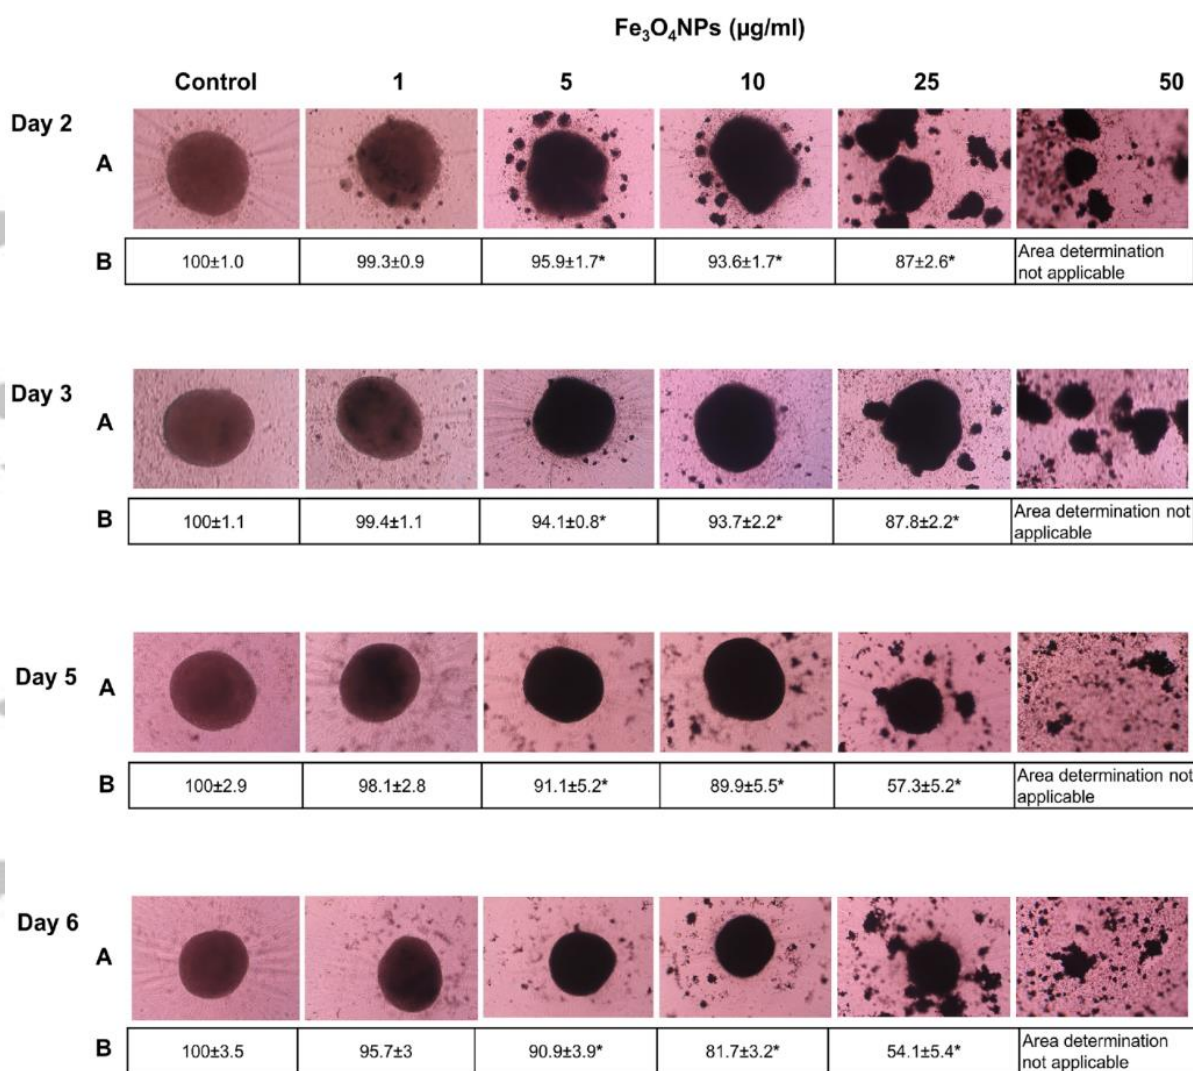 Fe₃O₄NPs (µg/ml)
Control 1 5 10 25 50
Day 2
A
B 100±1.0 99.3±0.9 95.9±1.7* 93.6±1.7* 87±2.6* Area determination
not applicable
Day 3
A
B 100±1.1 99.4±1.1 94.1±0.8* 93.7±2.2* 87.8±2.2* Area determination not
applicable
Day 5
A
B 100±2.9 98.1±2.8 91.1±5.2* 89.9±5.5* 57.3±5.2* Area determination not
applicable
Day 6
A
B 100±3.5 95.7±3 90.9±3.9* 81.7±3.2* 54.1±5.4* Area determination
not applicable